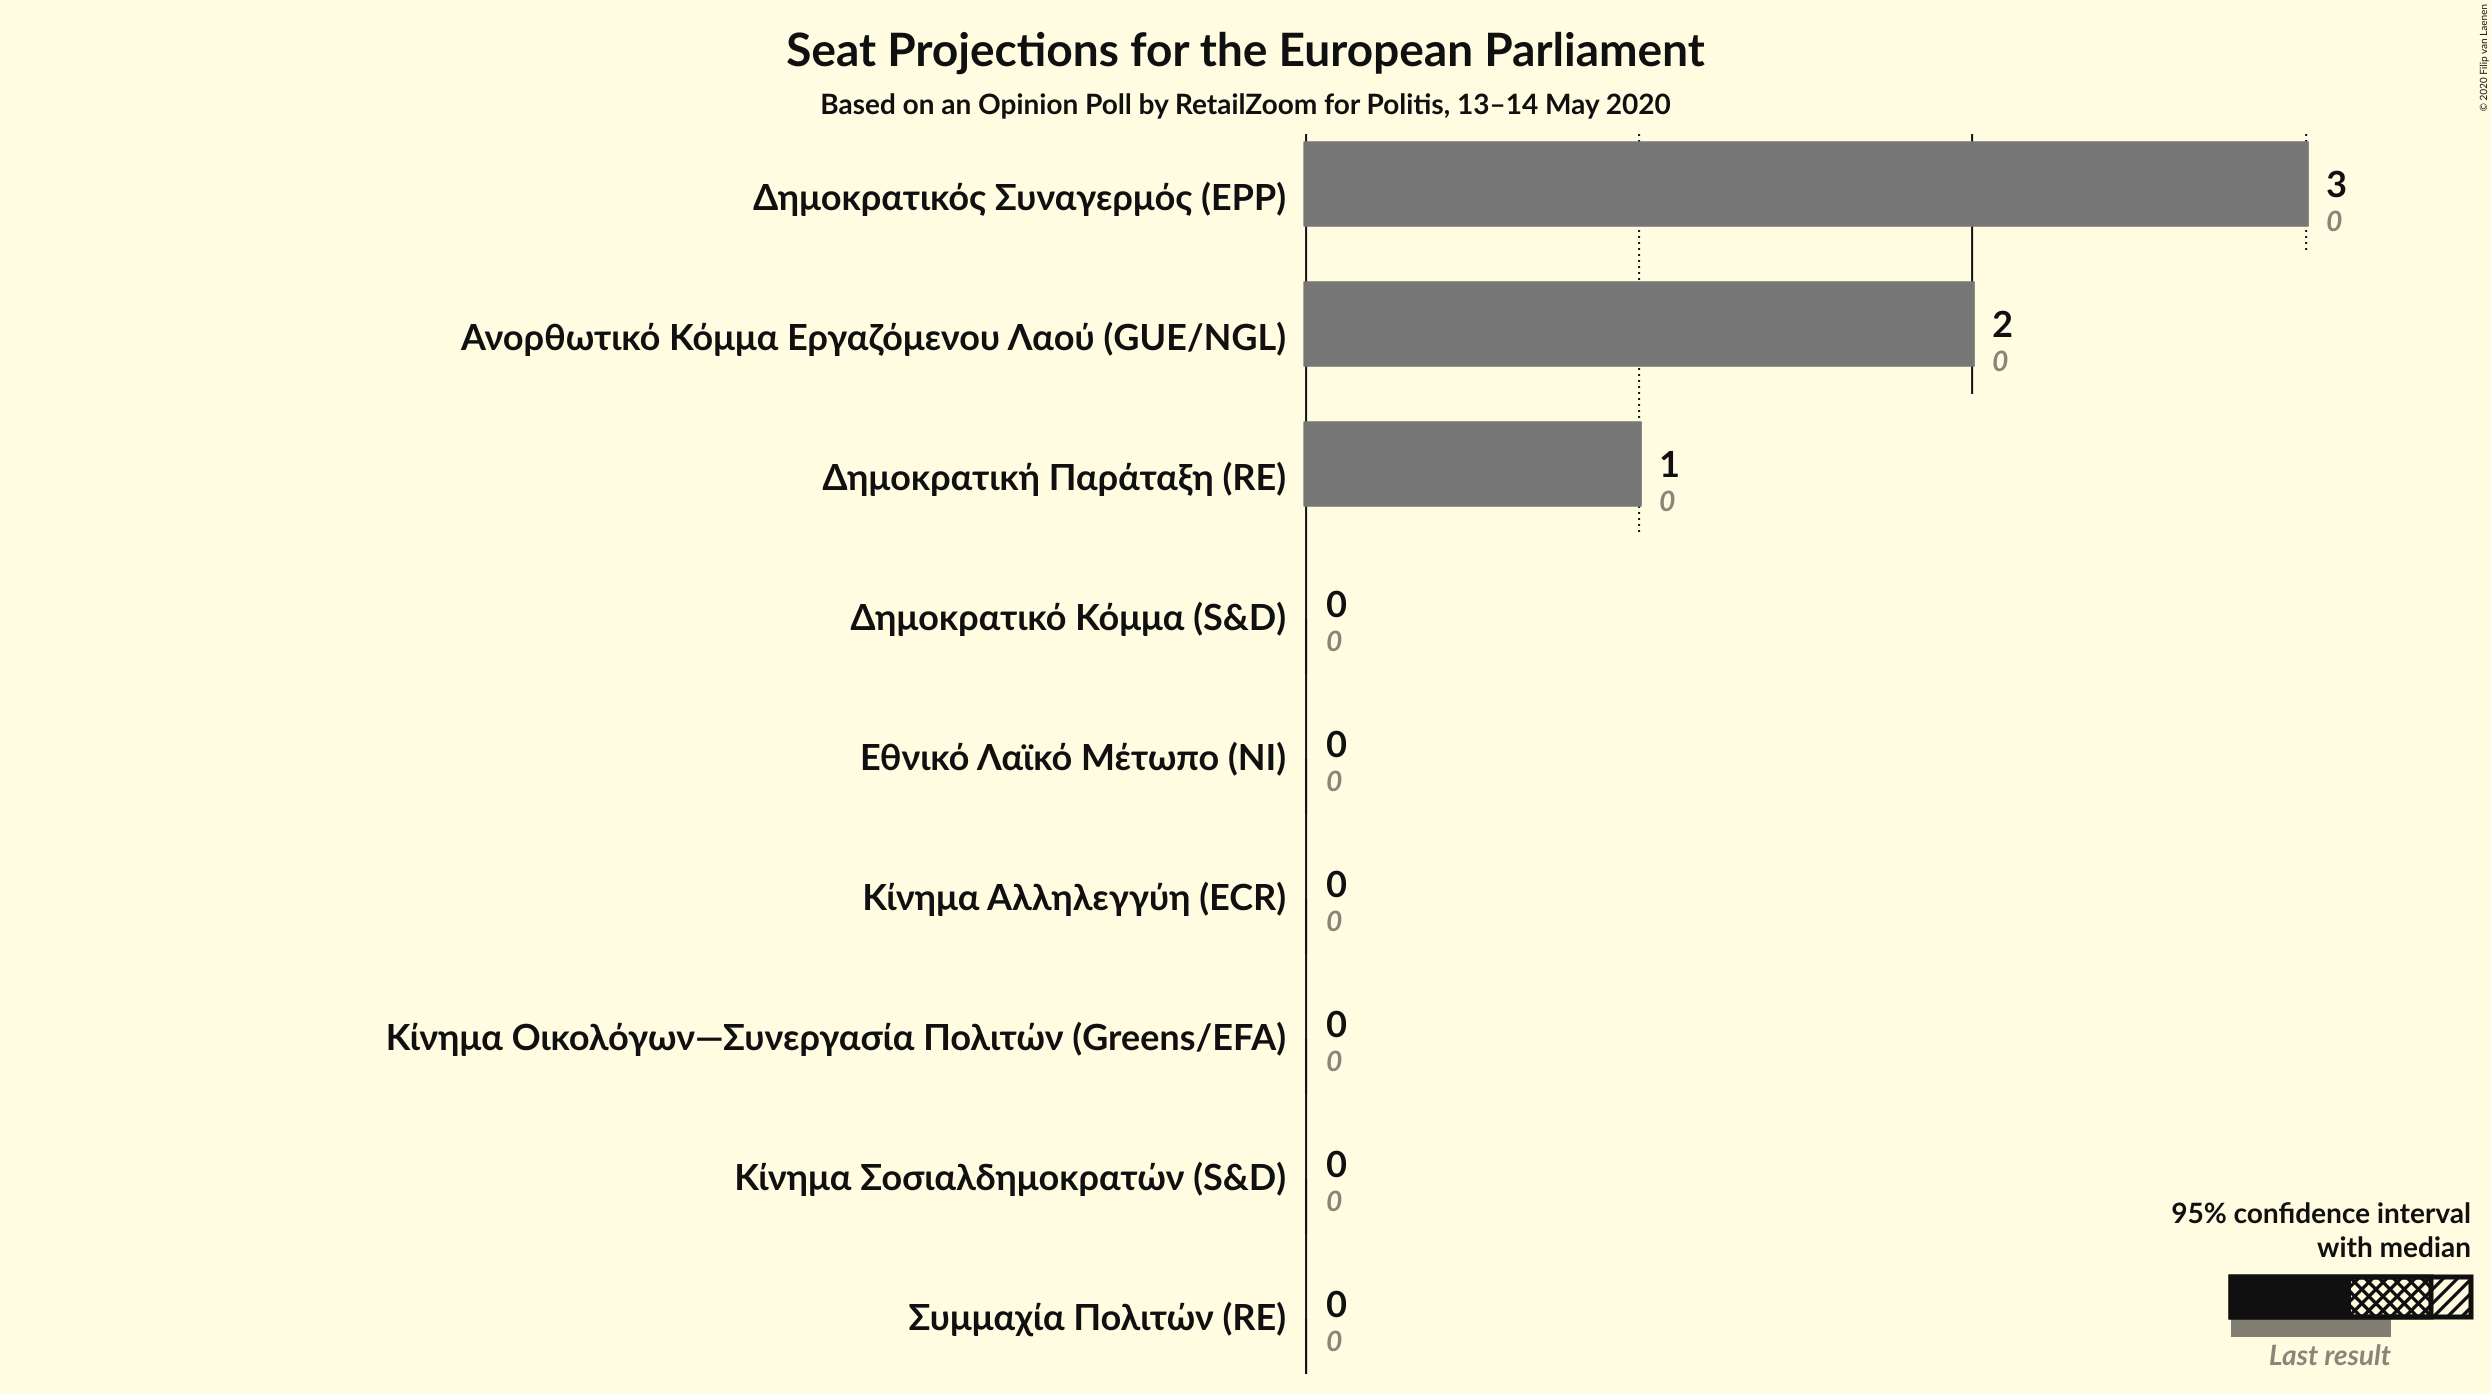 Seat Projections for the European Parliament
Based on an Opinion Poll by RetailZoom for Politis, 13–14 May 2020
© 2020 Filip van Laenen
Δημοκρατικός Συναγερμός (EPP)
3
0
Ανορθωτικό Κόμμα Εργαζόμενου Λαού (GUE/NGL)
2
0
Δημοκρατική Παράταξη (RE)
1
0
Δημοκρατικό Κόμμα (S&D)
0
0
Εθνικό Λαϊκό Μέτωπο (NI)
0
0
Κίνημα Αλληλεγγύη (ECR)
0
0
Κίνημα Οικολόγων—Συνεργασία Πολιτών (Greens/EFA)
0
0
Κίνημα Σοσιαλδημοκρατών (S&D)
0
0
Συμμαχία Πολιτών (RE)
0
0
95% confidence interval
with median
Last result